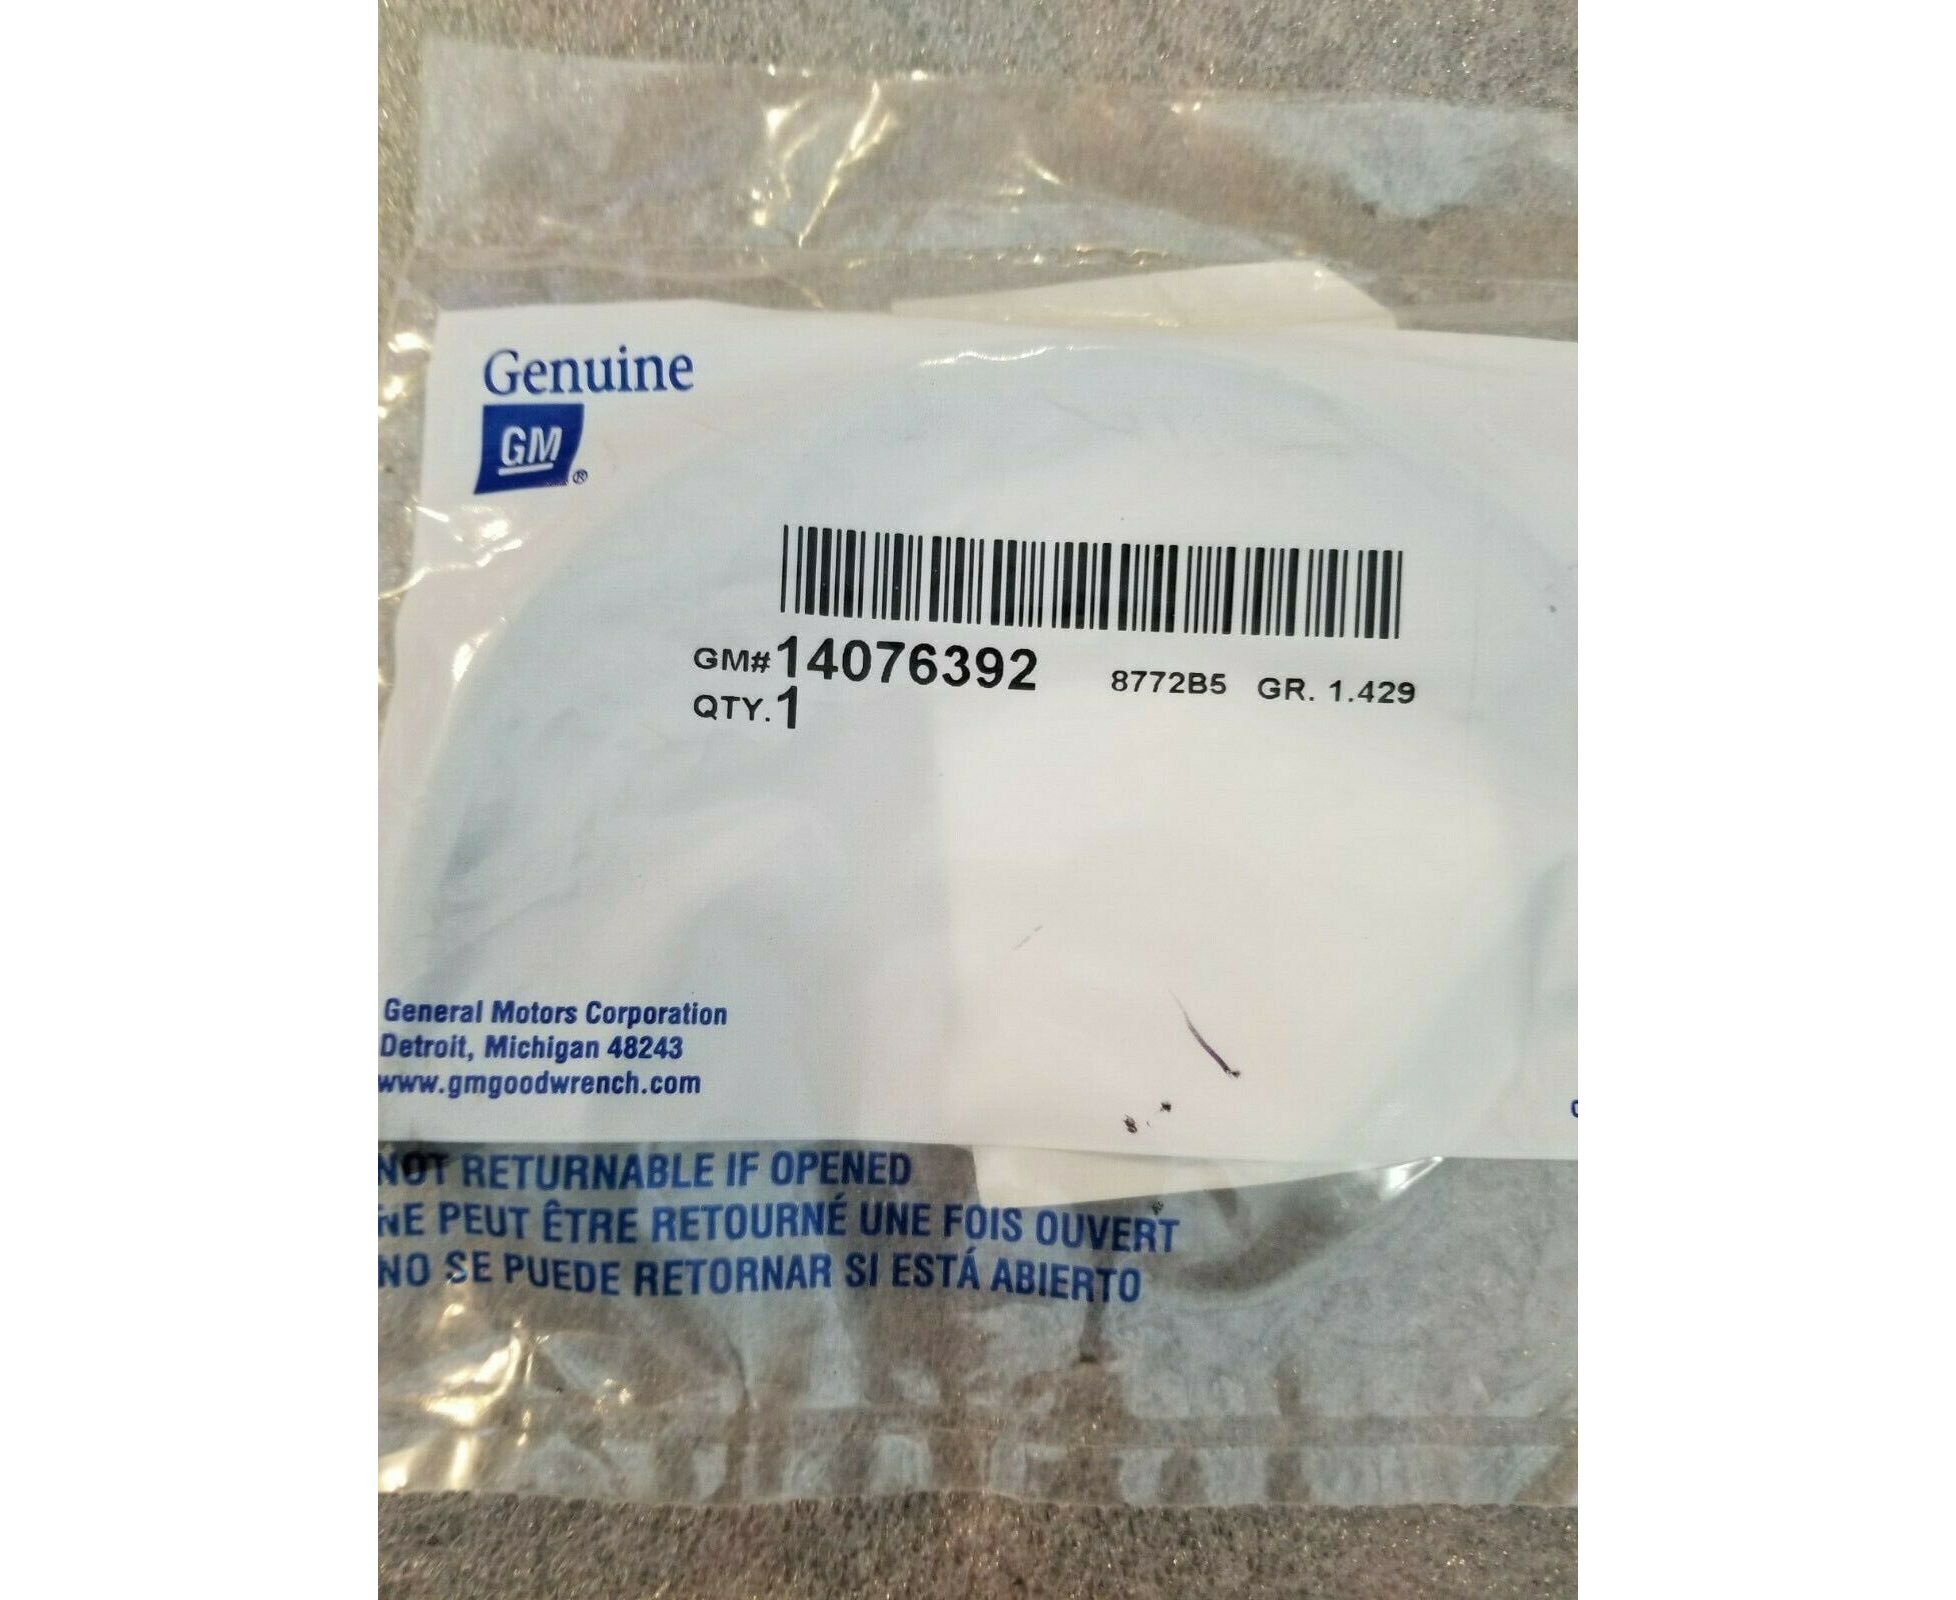 Genuine
GM
®
GM#14076392 8772B5 GR. 1.429
QTY.1
General Motors Corporation
Detroit, Michigan 48243
www.gmgoodwrench.com
NOT RETURNABLE IF OPENED
NE PEUT ÊTRE RETOURNÉ UNE FOIS OUVERT
NO SE PUEDE RETORNAR SI ESTÁ ABIERTO